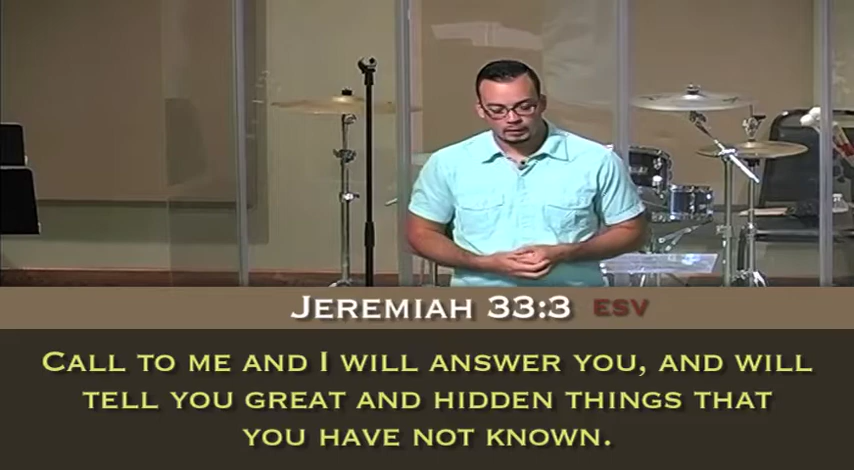 JEREMIAH 33:3 ESV
CALL TO ME AND I WILL ANSWER YOU, AND WILL
TELL YOU GREAT AND HIDDEN THINGS THAT
YOU HAVE NOT KNOWN.